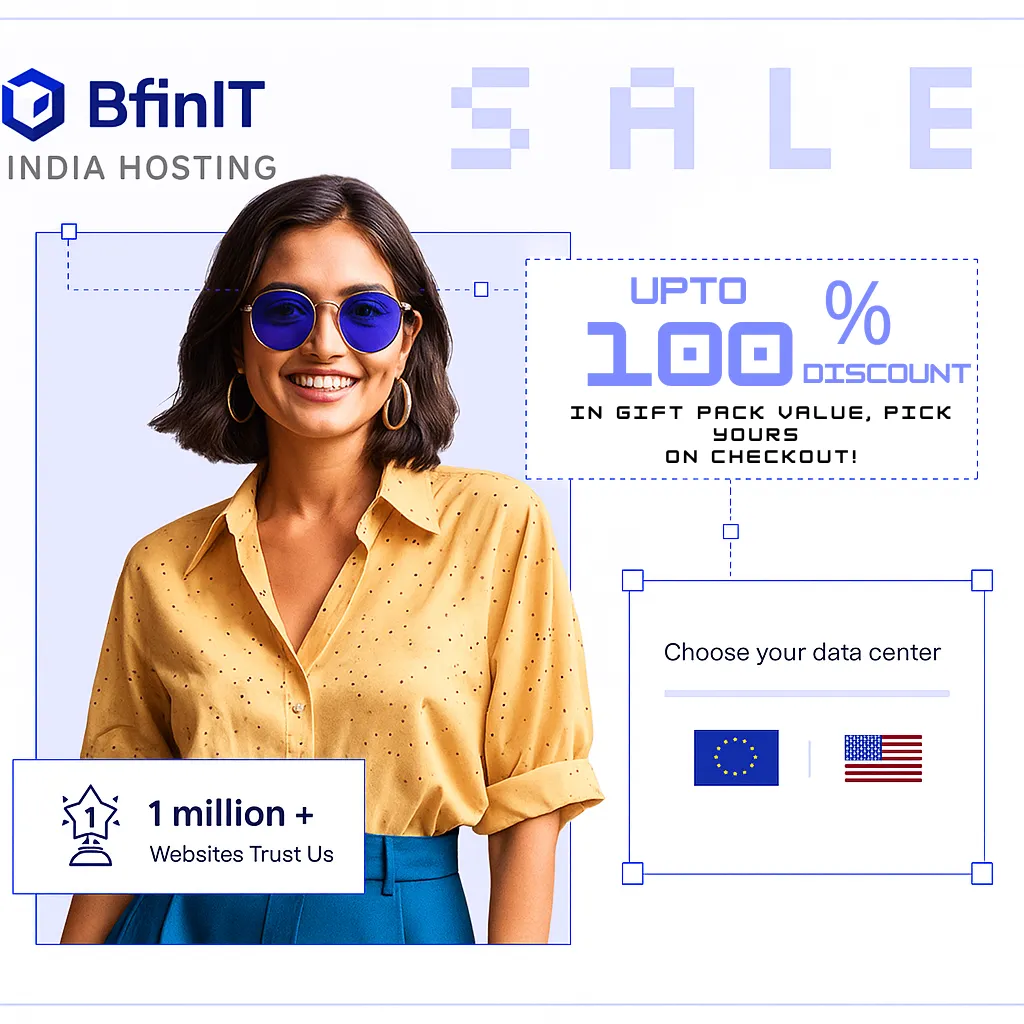 BfinIT
INDIA HOSTING
SALE
UPTO
100%
DISCOUNT
IN GIFT PACK VALUE, PICK
YOURS
ON CHECKOUT!
Choose your data center
1
1 million +
Websites Trust Us